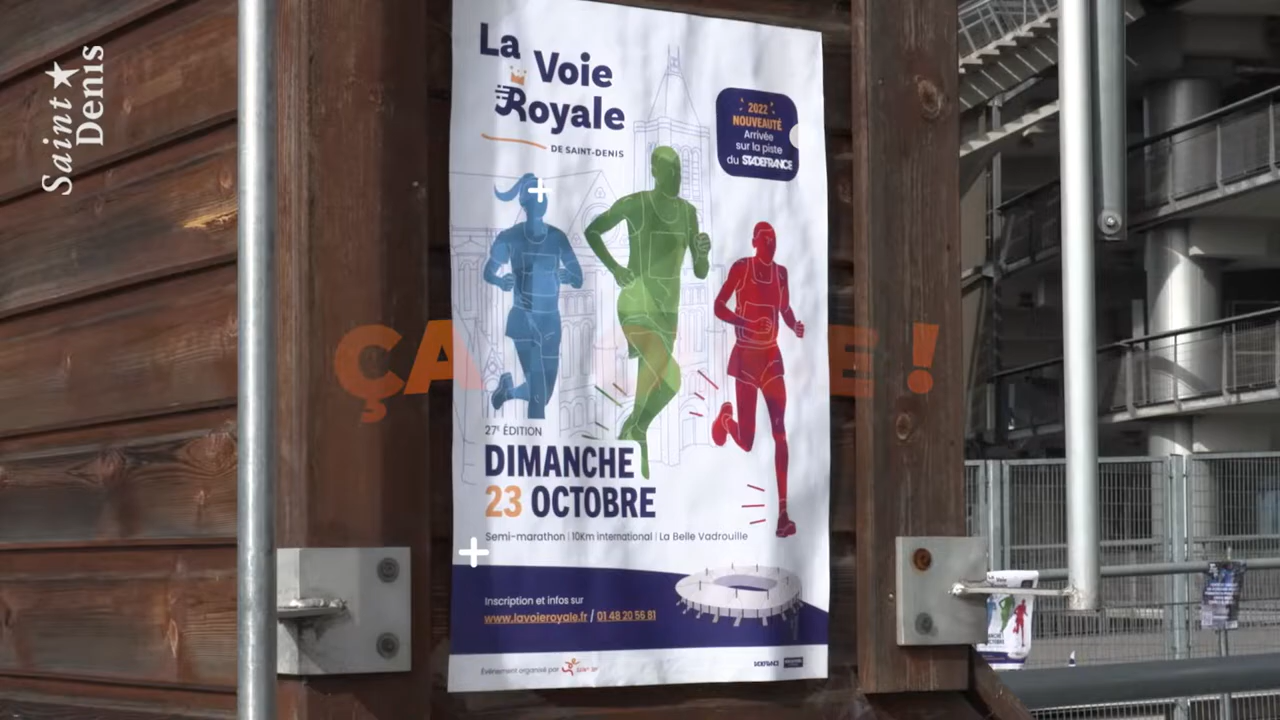 Saint
Denis
La Voie
Royale
DE SAINT-DENIS
2022
NOUVEAUTÉ
Arrivée
sur la piste
du STADEFRANCE
ÇA
E !
27E ÉDITION
DIMANCHE
23 OCTOBRE
Semi-marathon | 10Km international | La Belle Vadrouille
Inscription et infos sur
www.lavoieroyale.fr / 01 48 20 56 81
Évènement organisé par